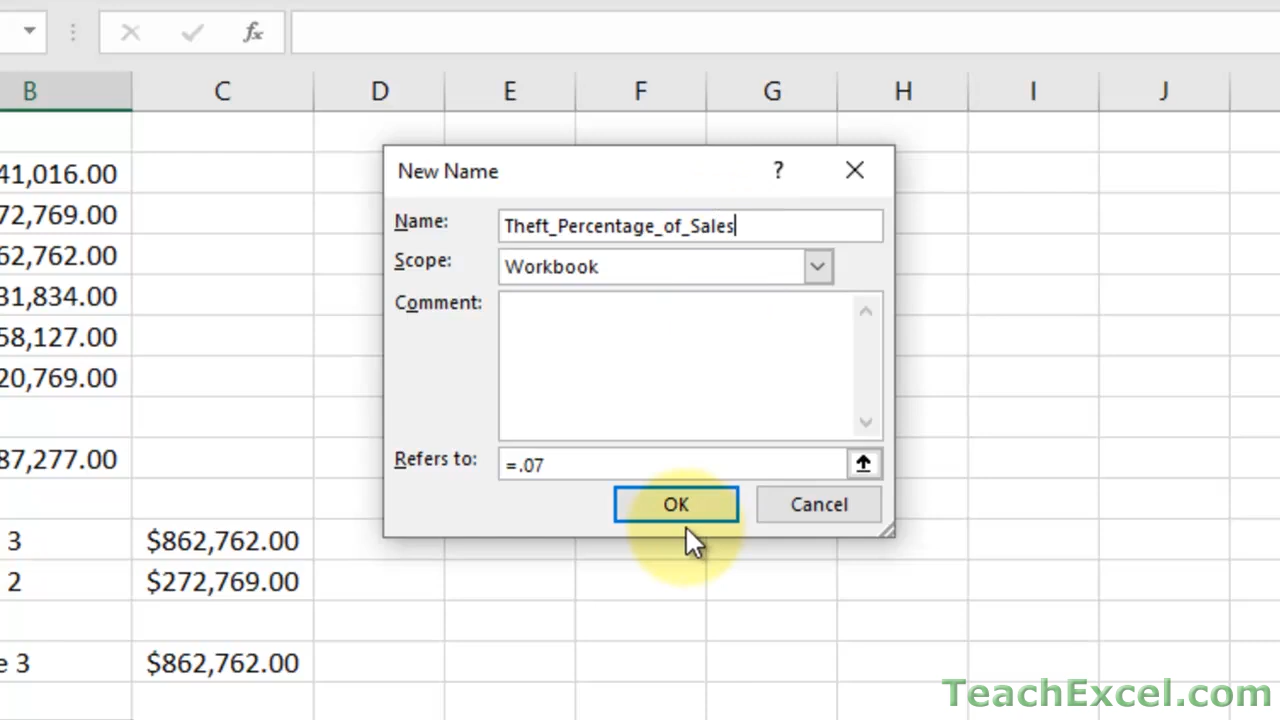 fx
B C D E F G H I J
New Name ?
Name: Theft_Percentage_of_Sales
Scope: Workbook
Comment:
Refers to: =.07
OK Cancel
41,016.00
72,769.00
62,762.00
31,834.00
58,127.00
20,769.00
87,277.00
3 $862,762.00
2 $272,769.00
e 3 $862,762.00
TeachExcel.com